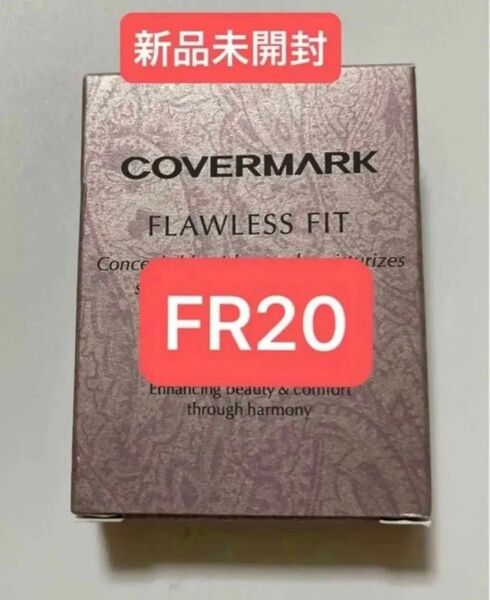 新品未開封
COVERMARK
FLAWLESS FIT
FR20
Enhancing beauty & comfort
through harmony